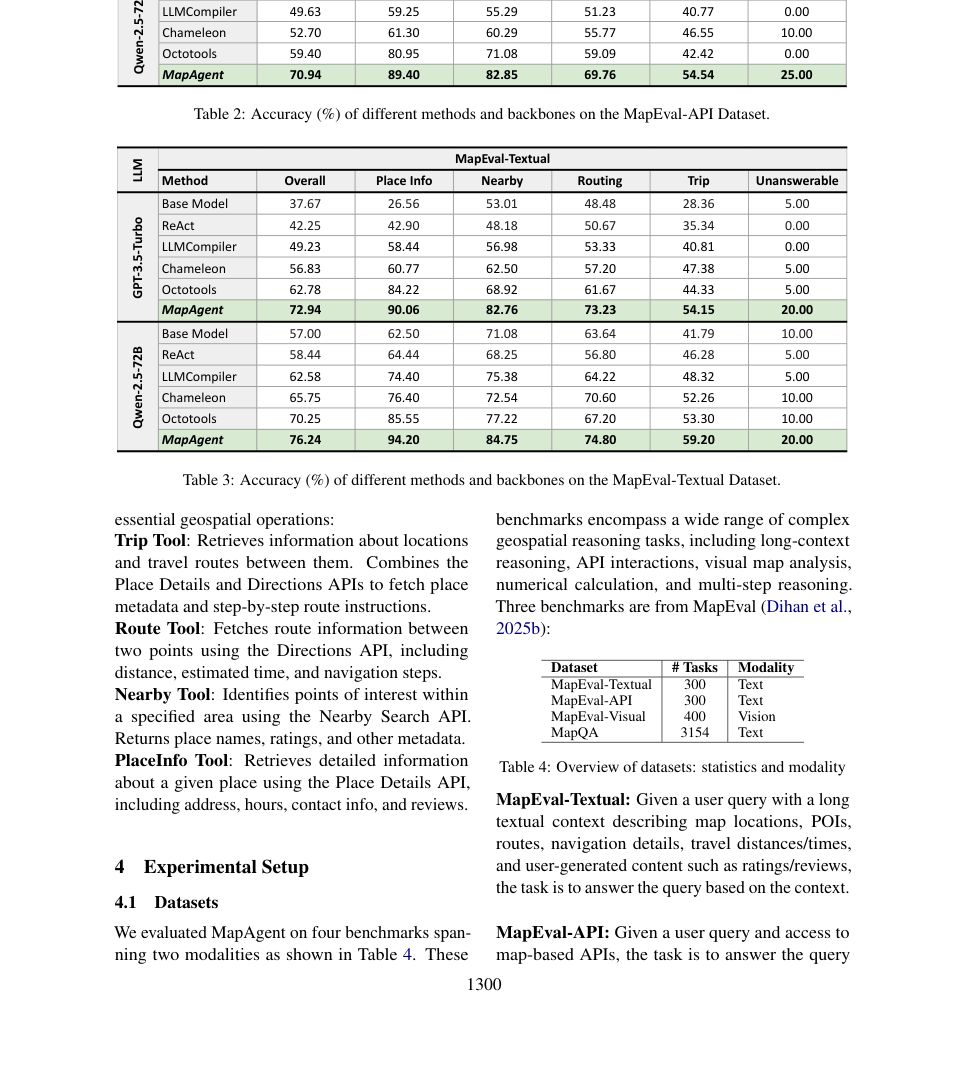 Qwen-2.5-72
LLMCompiler 49.63 59.25 55.29 51.23 40.77 0.00
Chameleon 52.70 61.30 60.29 55.77 46.55 10.00
Octotools 59.40 80.95 71.08 59.09 42.42 0.00
MapAgent 70.94 89.40 82.85 69.76 54.54 25.00
Table 2: Accuracy (%) of different methods and backbones on the MapEval-API Dataset.
LLM MapEval-Textual
Method Overall Place Info Nearby Routing Trip Unanswerable
GPT-3.5-Turbo
Base Model 37.67 26.56 53.01 48.48 28.36 5.00
ReAct 42.25 42.90 48.18 50.67 35.34 0.00
LLMCompiler 49.23 58.44 56.98 53.33 40.81 0.00
Chameleon 56.83 60.77 62.50 57.20 47.38 5.00
Octotools 62.78 84.22 68.92 61.67 44.33 5.00
MapAgent 72.94 90.06 82.76 73.23 54.15 20.00
Qwen-2.5-72B
Base Model 57.00 62.50 71.08 63.64 41.79 10.00
ReAct 58.44 64.44 68.25 56.80 46.28 5.00
LLMCompiler 62.58 74.40 75.38 64.22 48.32 5.00
Chameleon 65.75 76.40 72.54 70.60 52.26 10.00
Octotools 70.25 85.55 77.22 67.20 53.30 10.00
MapAgent 76.24 94.20 84.75 74.80 59.20 20.00
Table 3: Accuracy (%) of different methods and backbones on the MapEval-Textual Dataset.
essential geospatial operations:
Trip Tool: Retrieves information about locations
and travel routes between them. Combines the
Place Details and Directions APIs to fetch place
metadata and step-by-step route instructions.
Route Tool: Fetches route information between
two points using the Directions API, including
distance, estimated time, and navigation steps.
Nearby Tool: Identifies points of interest within
a specified area using the Nearby Search API.
Returns place names, ratings, and other metadata.
PlaceInfo Tool: Retrieves detailed information
about a given place using the Place Details API,
including address, hours, contact info, and reviews.
4 Experimental Setup
4.1 Datasets
We evaluated MapAgent on four benchmarks span-
ning two modalities as shown in Table 4. These
benchmarks encompass a wide range of complex
geospatial reasoning tasks, including long-context
reasoning, API interactions, visual map analysis,
numerical calculation, and multi-step reasoning.
Three benchmarks are from MapEval (Dihan et al.,
2025b):
Dataset # Tasks Modality
MapEval-Textual 300 Text
MapEval-API 300 Text
MapEval-Visual 400 Vision
MapQA 3154 Text
Table 4: Overview of datasets: statistics and modality
MapEval-Textual: Given a user query with a long
textual context describing map locations, POIs,
routes, navigation details, travel distances/times,
and user-generated content such as ratings/reviews,
the task is to answer the query based on the context.
MapEval-API: Given a user query and access to
map-based APIs, the task is to answer the query
1300